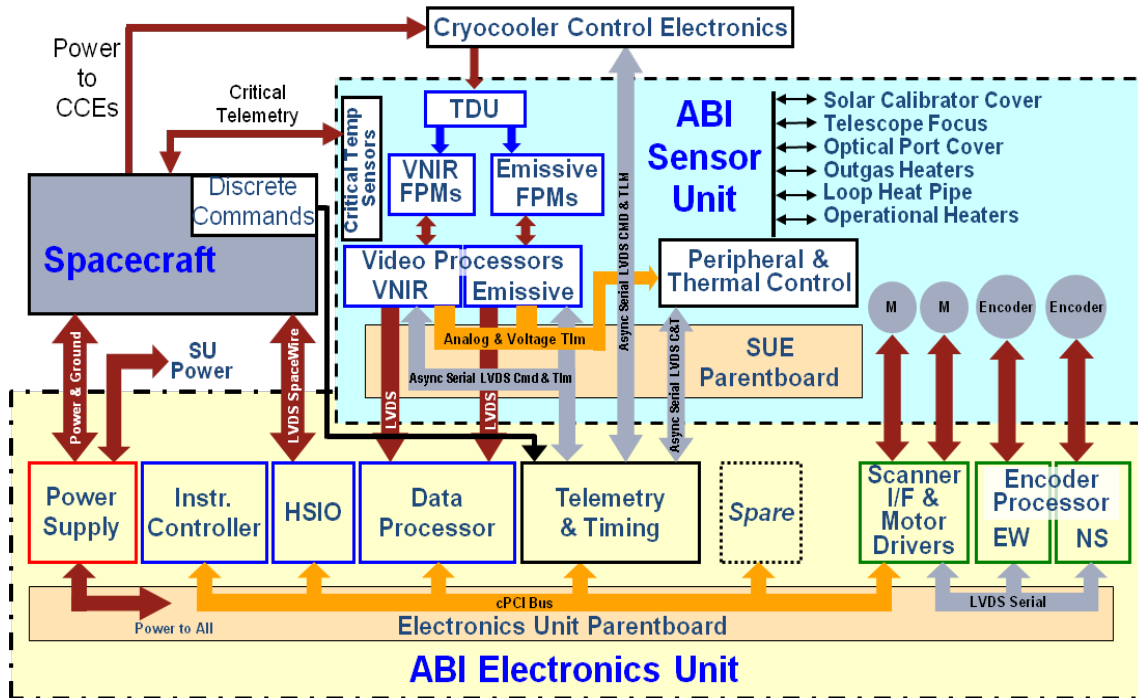 Cryocooler Control Electronics
Power
to
CCEs
Critical
Telemetry
Critical Temp
Sensors
TDU
VNIR
FPMs
Emissive
FPMs
ABI
Sensor
Unit
Solar Calibrator Cover
Telescope Focus
Optical Port Cover
Outgas Heaters
Loop Heat Pipe
Operational Heaters
Discrete
Commands
Spacecraft
Video Processors
VNIR
Emissive
Async Serial LVDS CMD & TLM
Peripheral &
Thermal Control
M
M
Encoder
Encoder
Analog & Voltage Tlm
Async Serial LVDS Cmd & Tlm
Async Serial LVDS C&T
SUE
Parentboard
Power & Ground
SU
Power
LVDS SpaceWire
LVDS
LVDS
Power
Supply
Instr.
Controller
HSIO
Data
Processor
Telemetry
& Timing
Spare
Scanner
I/F &
Motor
Drivers
Encoder
Processor
EW
NS
cPCI Bus
LVDS Serial
Power to All
Electronics Unit Parentboard
ABI Electronics Unit